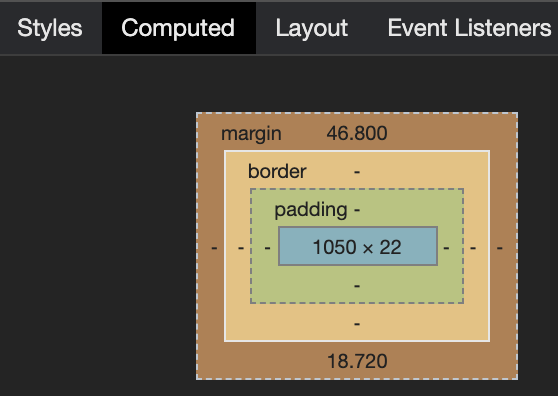 Styles Computed Layout Event Listeners
margin 46.800
border -
padding -
- - - 1050 × 22 - - -
-
-
18.720